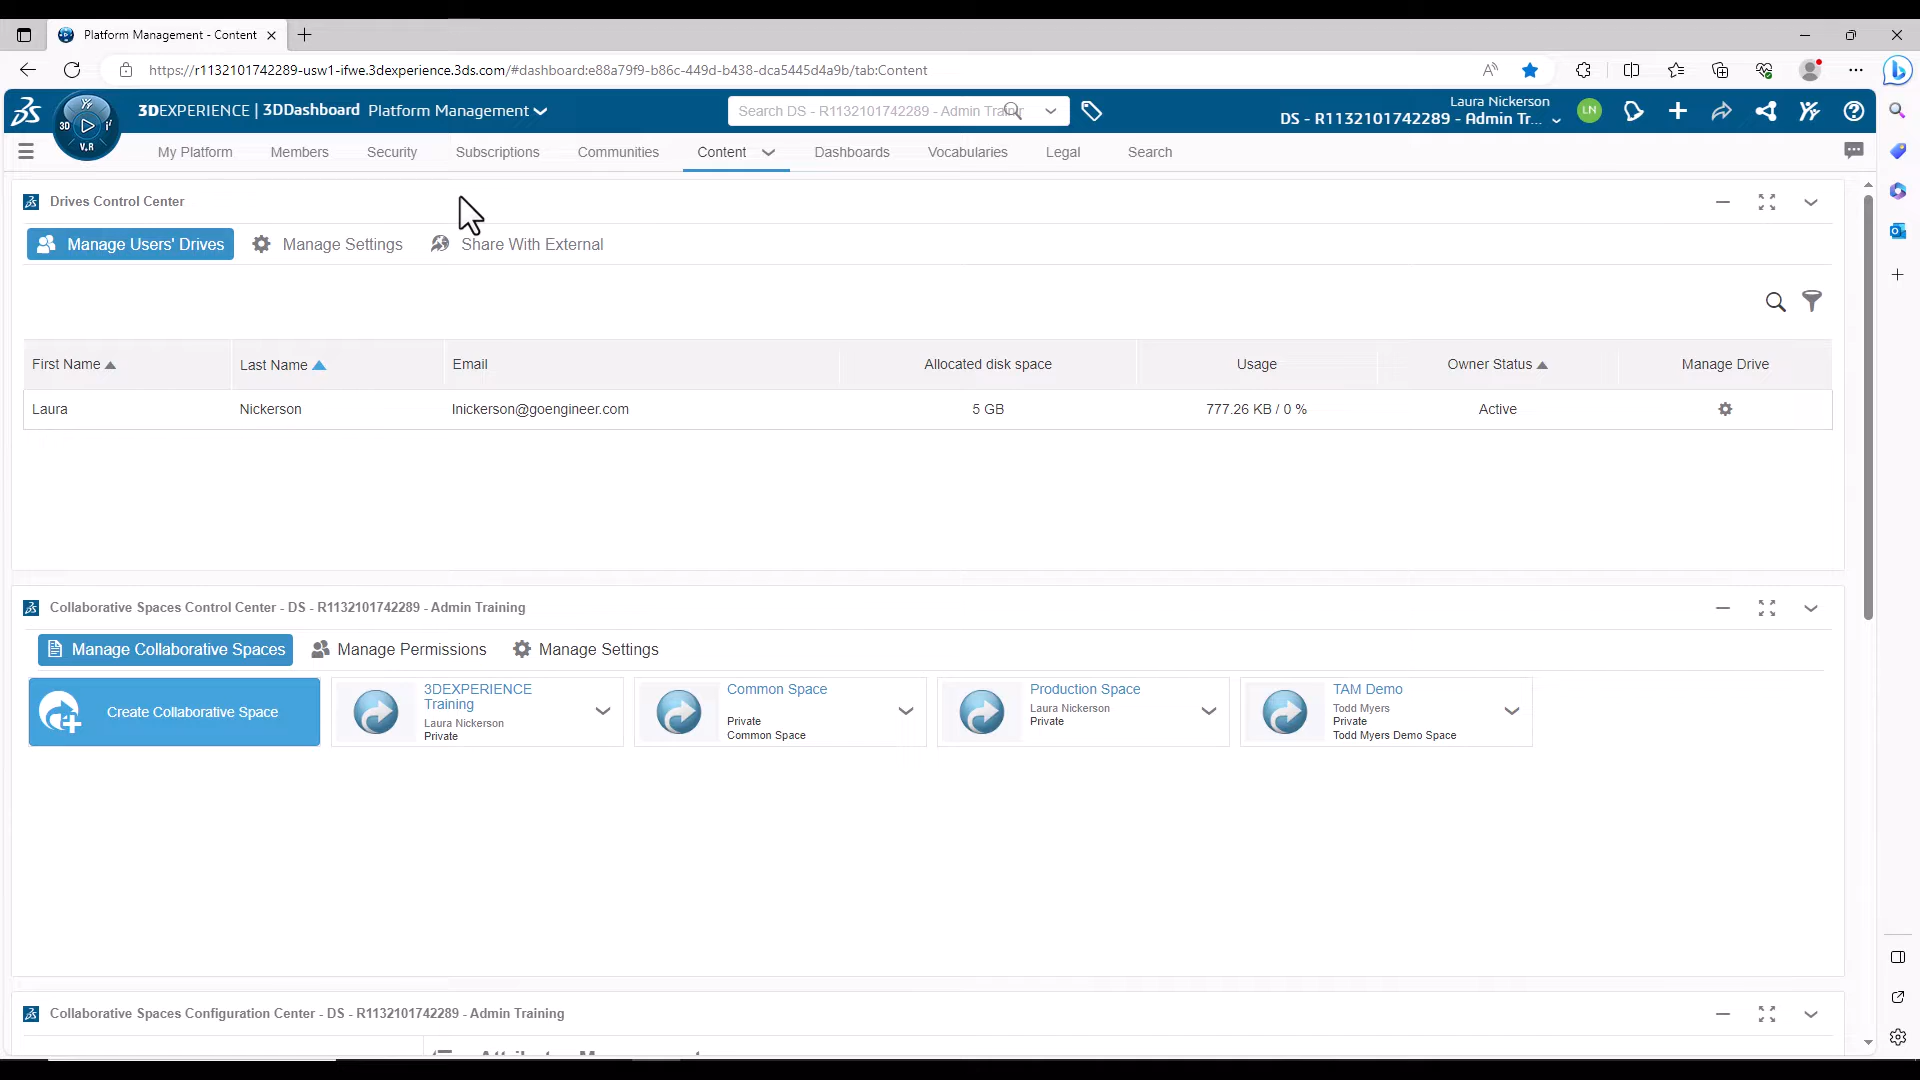 Platform Management - Content
https://r1132101742289-usw1-ifwe.3dexperience.3ds.com/#dashboard:e88a79f9-b86c-449d-b438-dca5445d4a9b/tab:Content
3DEXPERIENCE | 3DDashboard Platform Management
Search DS - R1132101742289 - Admin Trainir
Laura Nickerson
DS - R1132101742289 - Admin Tr...
LN
3D
V.R
My Platform Members Security Subscriptions Communities Content Dashboards Vocabularies Legal Search
Drives Control Center
Manage Users' Drives Manage Settings Share With External
First Name Last Name Email Allocated disk space Usage Owner Status Manage Drive
Laura Nickerson lnickerson@goengineer.com 5 GB 777.26 KB / 0 % Active
Collaborative Spaces Control Center - DS - R1132101742289 - Admin Training
Manage Collaborative Spaces Manage Permissions Manage Settings
Create Collaborative Space
3DEXPERIENCE
Training
Laura Nickerson
Private
Common Space
Private
Common Space
Production Space
Laura Nickerson
Private
TAM Demo
Todd Myers
Private
Todd Myers Demo Space
Collaborative Spaces Configuration Center - DS - R1132101742289 - Admin Training